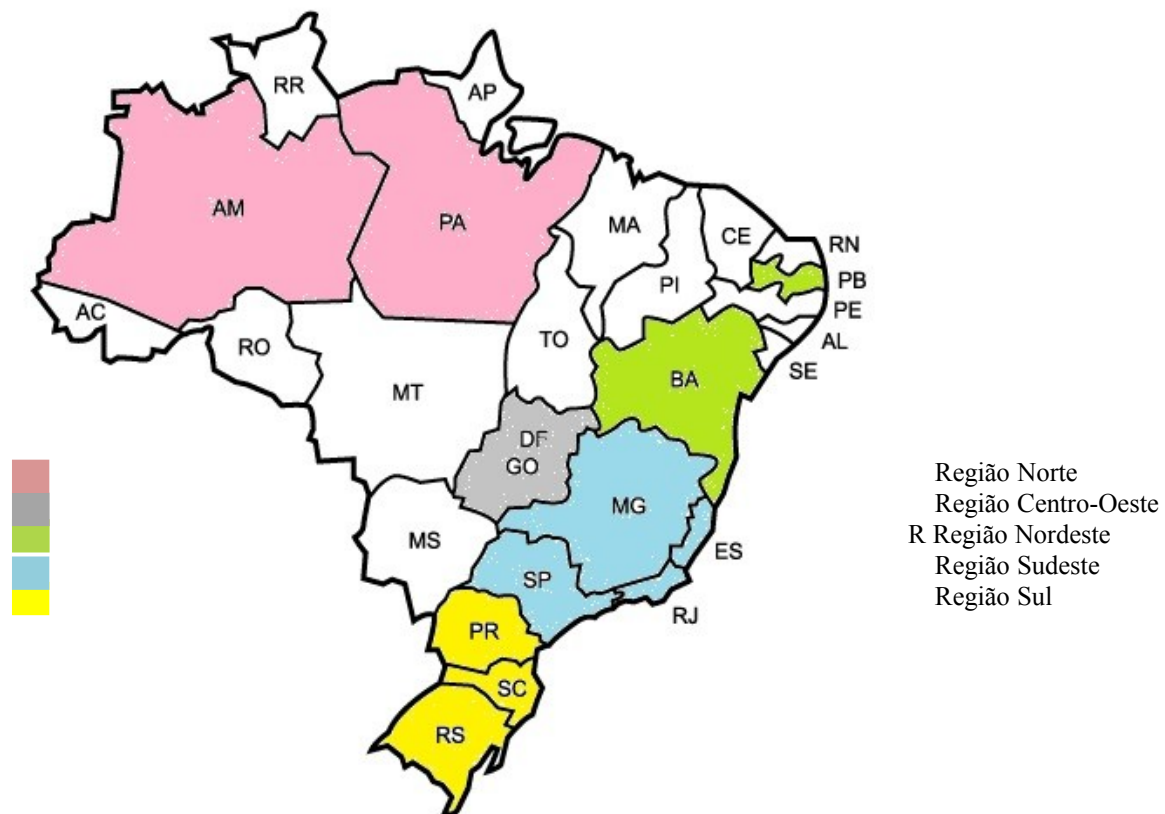 RR
AP
AM
PA
MA
CE
RN
PI
PB
AC
PE
TO
RO
AL
SE
BA
MT
DF
GO
Região Norte
Região Centro-Oeste
MG
R Região Nordeste
MS
ES
SP
Região Sudeste
Região Sul
RJ
PR
SC
RS